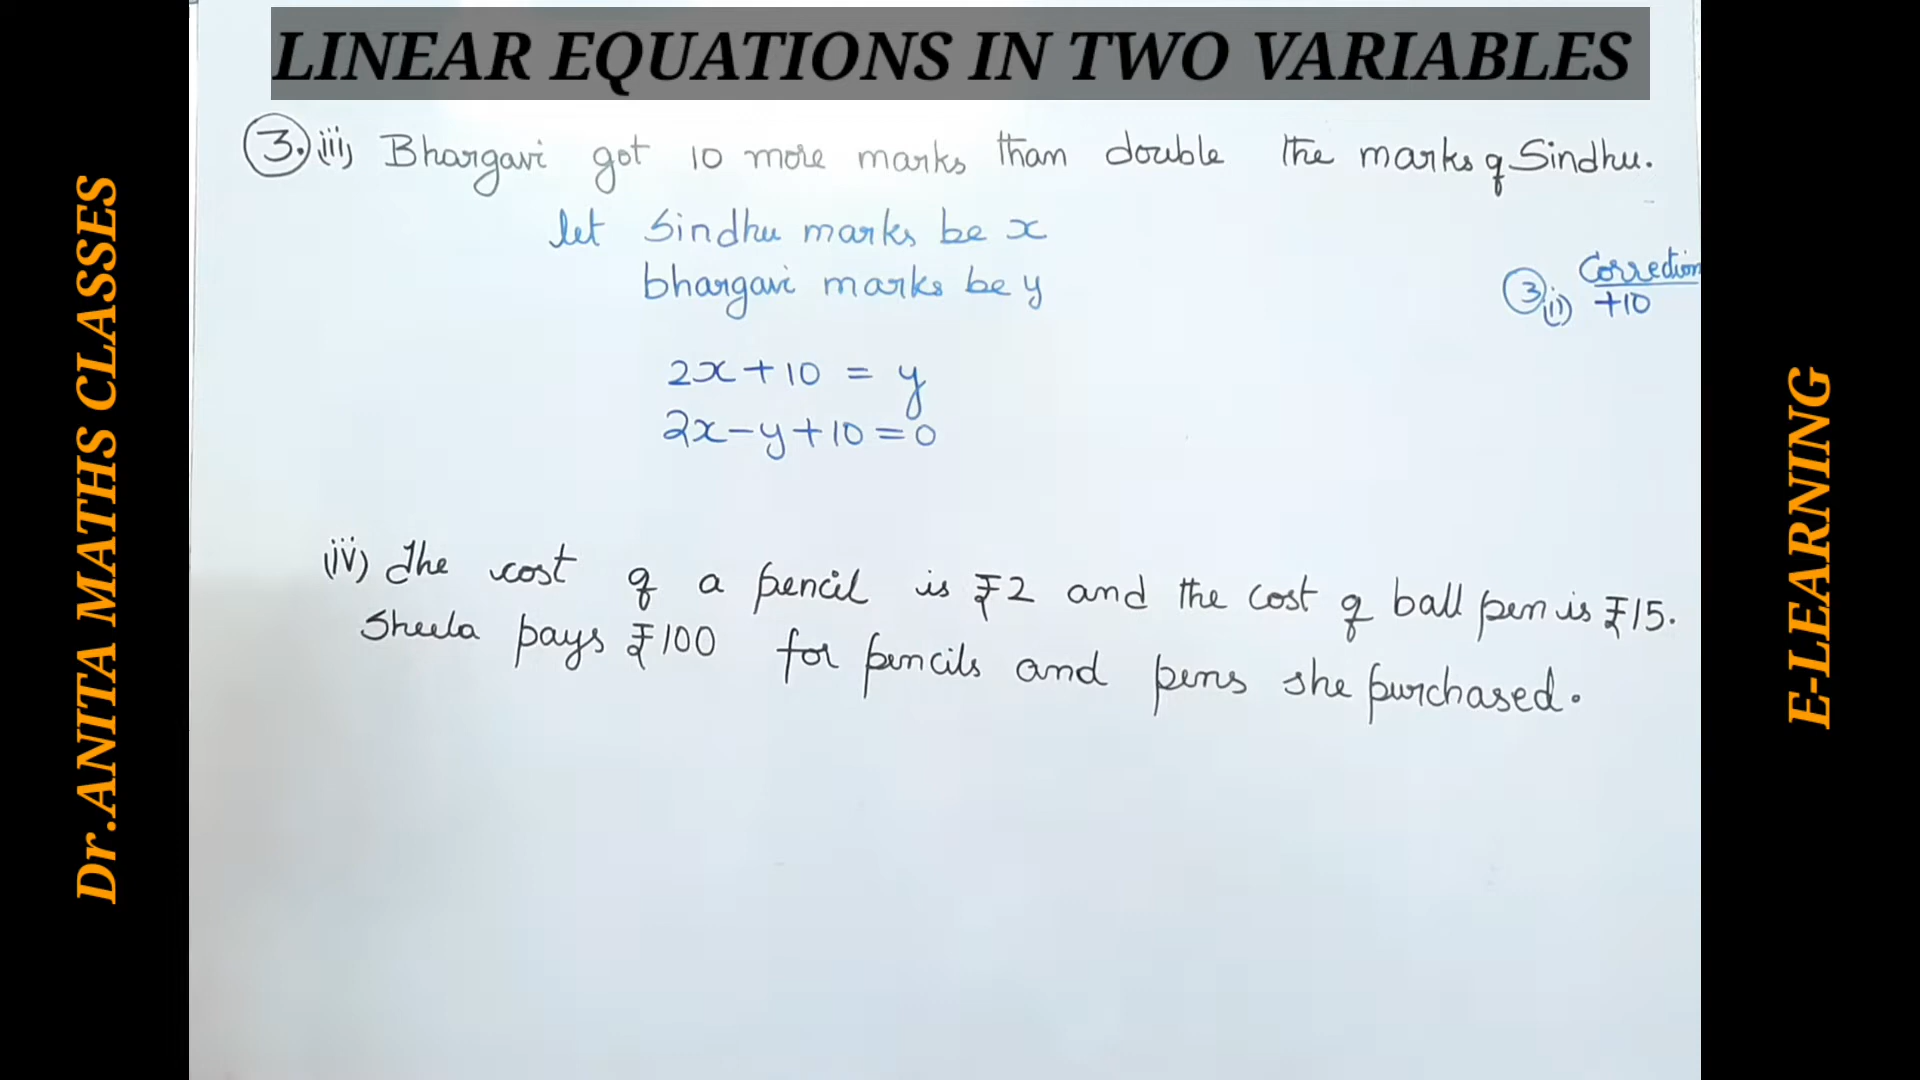 LINEAR EQUATIONS IN TWO VARIABLES
3. iii) Bhargavi got 10 more marks than double the marks of Sindhu.
let Sindhu marks be x
bhargavi marks be y
Correction
3 (ii) +10
2x+10 = y
2x-y+10=0
(iv) The cost of a pencil is ₹2 and the cost of ball pen is ₹15.
Sheela pays ₹100 for pencils and pens she purchased.
Dr.ANITA MATHS CLASSES
E-LEARNING